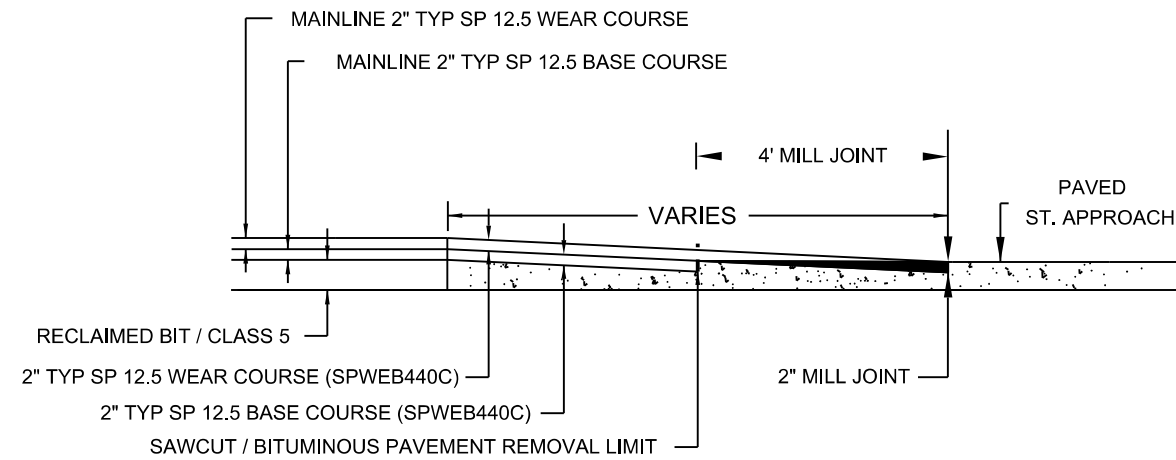 MAINLINE 2" TYP SP 12.5 WEAR COURSE
MAINLINE 2" TYP SP 12.5 BASE COURSE
4' MILL JOINT
PAVED
ST. APPROACH
VARIES
RECLAIMED BIT / CLASS 5
2" TYP SP 12.5 WEAR COURSE (SPWEB440C)
2" MILL JOINT
2" TYP SP 12.5 BASE COURSE (SPWEB440C)
SAWCUT / BITUMINOUS PAVEMENT REMOVAL LIMIT